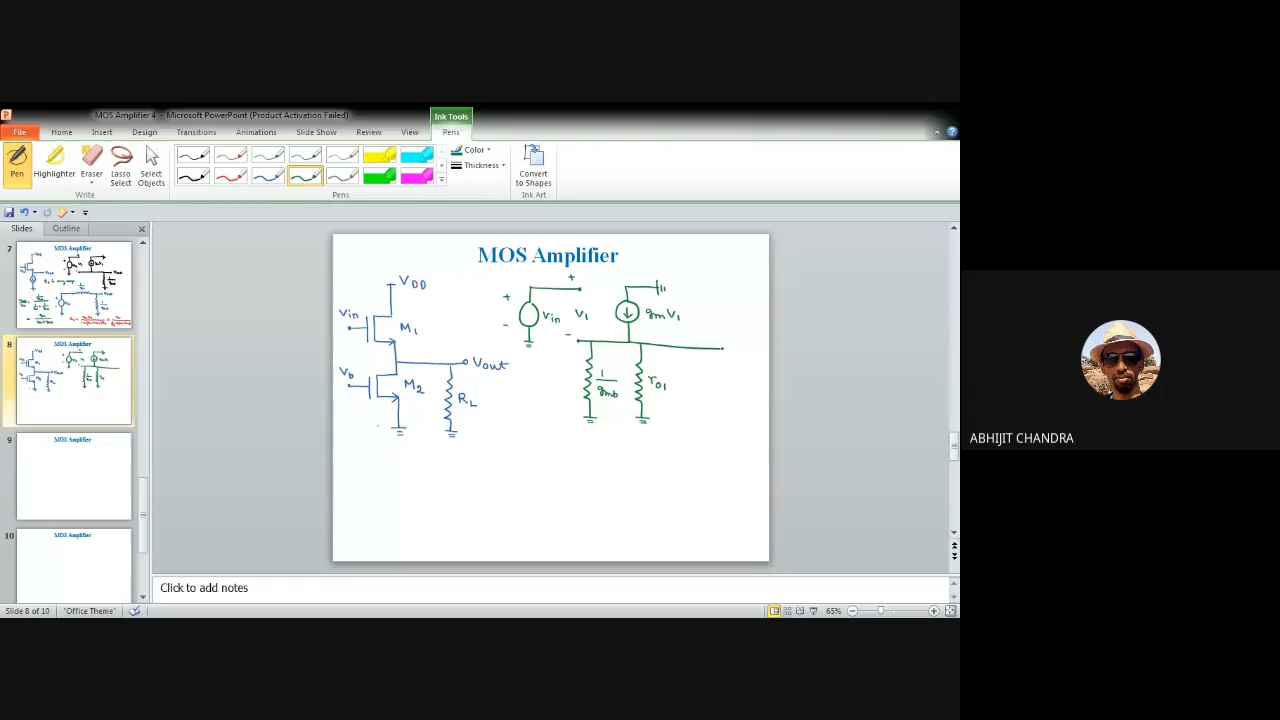 MOS Amplifier 4 - Microsoft PowerPoint (Product Activation Failed)
Ink Tools
File Home Insert Design Transitions Animations Slide Show Review View Pens
Pen Highlighter Eraser Lasso Select Select Objects
Color Thickness
Convert to Shapes
Write Pens Ink Art
Slides Outline
7
MOS Amplifier
8
MOS Amplifier
9
MOS Amplifier
10
MOS Amplifier
MOS Amplifier
VDD
Vin
M1
Vout
Vb
M2
RL
+
-
Vin
+
V1
-
gm V1
1/gmb
ro1
Click to add notes
Slide 8 of 10 "Office Theme" 65%
ABHIJIT CHANDRA